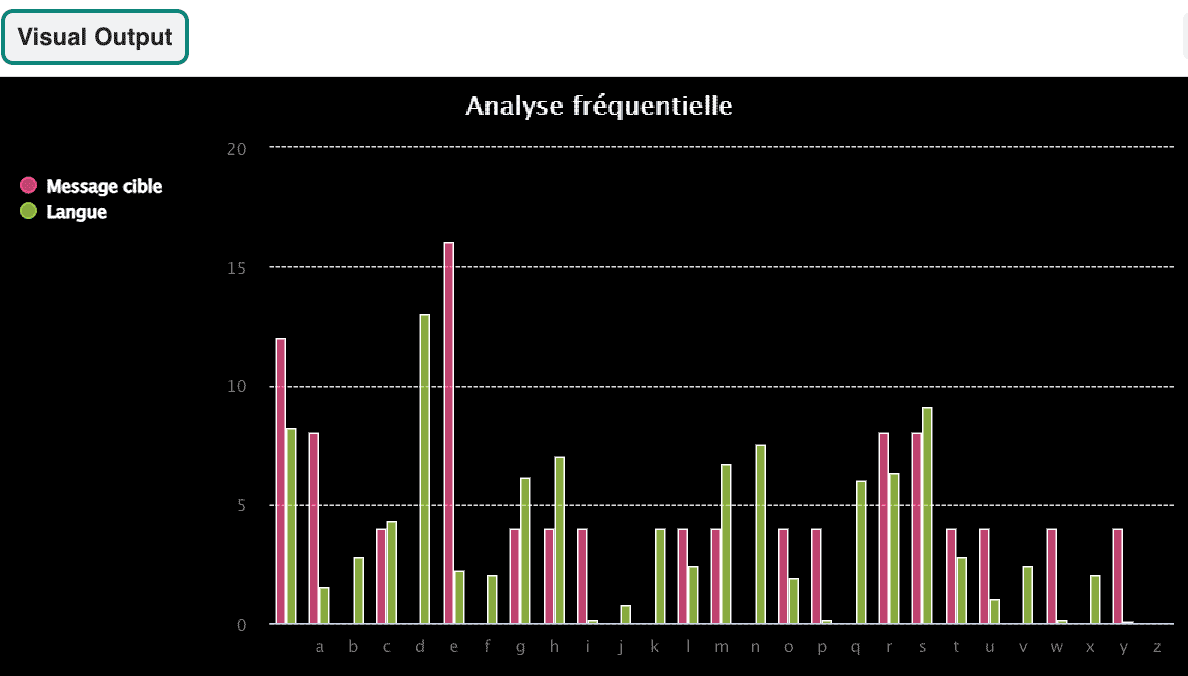 Visual Output
Analyse fréquentielle
Message cible
Langue
20
15
10
5
0
a b c d e f g h i j k l m n o p q r s t u v w x y z